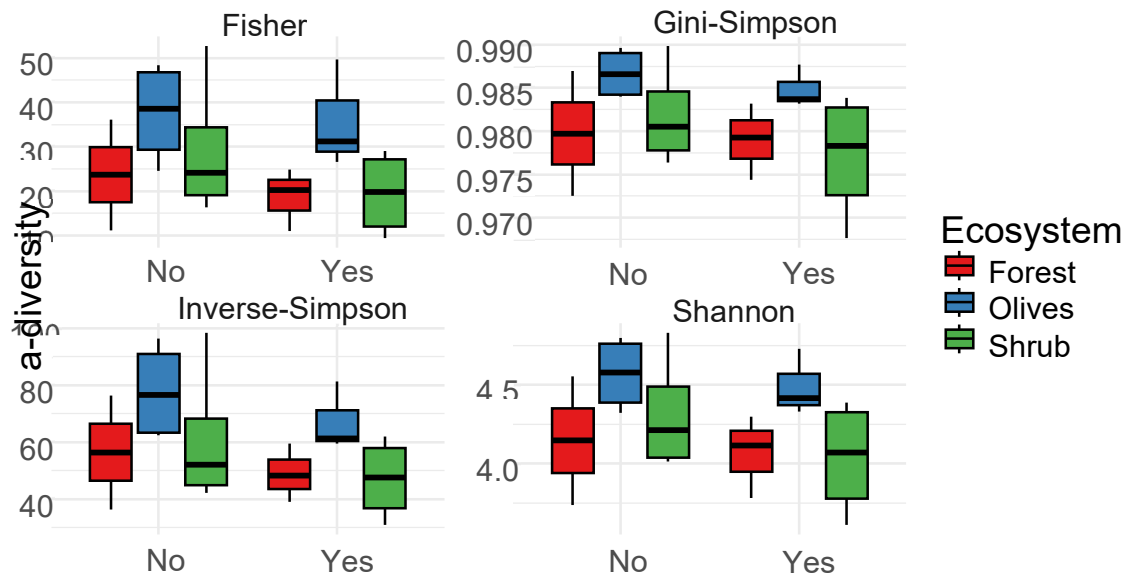 Fisher
50
40
30
20
No
Yes
Gini-Simpson
0.990
0.985
0.980
0.975
0.970
No
Yes
a-diversity
Inverse-Simpson
80
60
40
No
Yes
Shannon
4.5
4.0
No
Yes
Ecosystem
Forest
Olives
Shrub